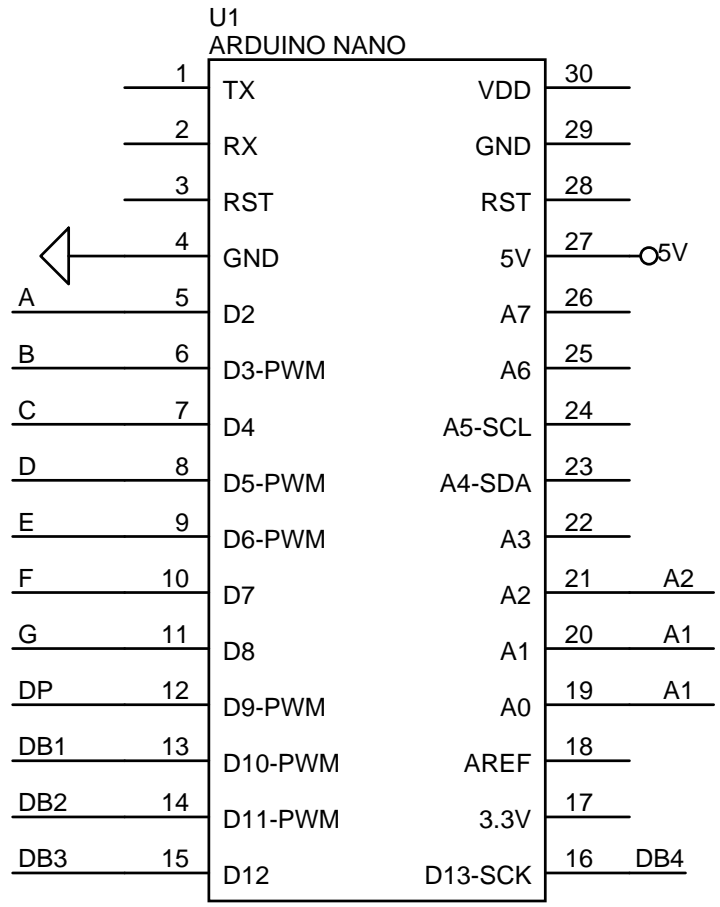 U1
ARDUINO NANO
1 TX VDD 30
2 RX GND 29
3 RST RST 28
4 GND 5V 27 5V
A 5 D2 A7 26
B 6 D3-PWM A6 25
C 7 D4 A5-SCL 24
D 8 D5-PWM A4-SDA 23
E 9 D6-PWM A3 22
F 10 D7 A2 21 A2
G 11 D8 A1 20 A1
DP 12 D9-PWM A0 19 A1
DB1 13 D10-PWM AREF 18
DB2 14 D11-PWM 3.3V 17
DB3 15 D12 D13-SCK 16 DB4